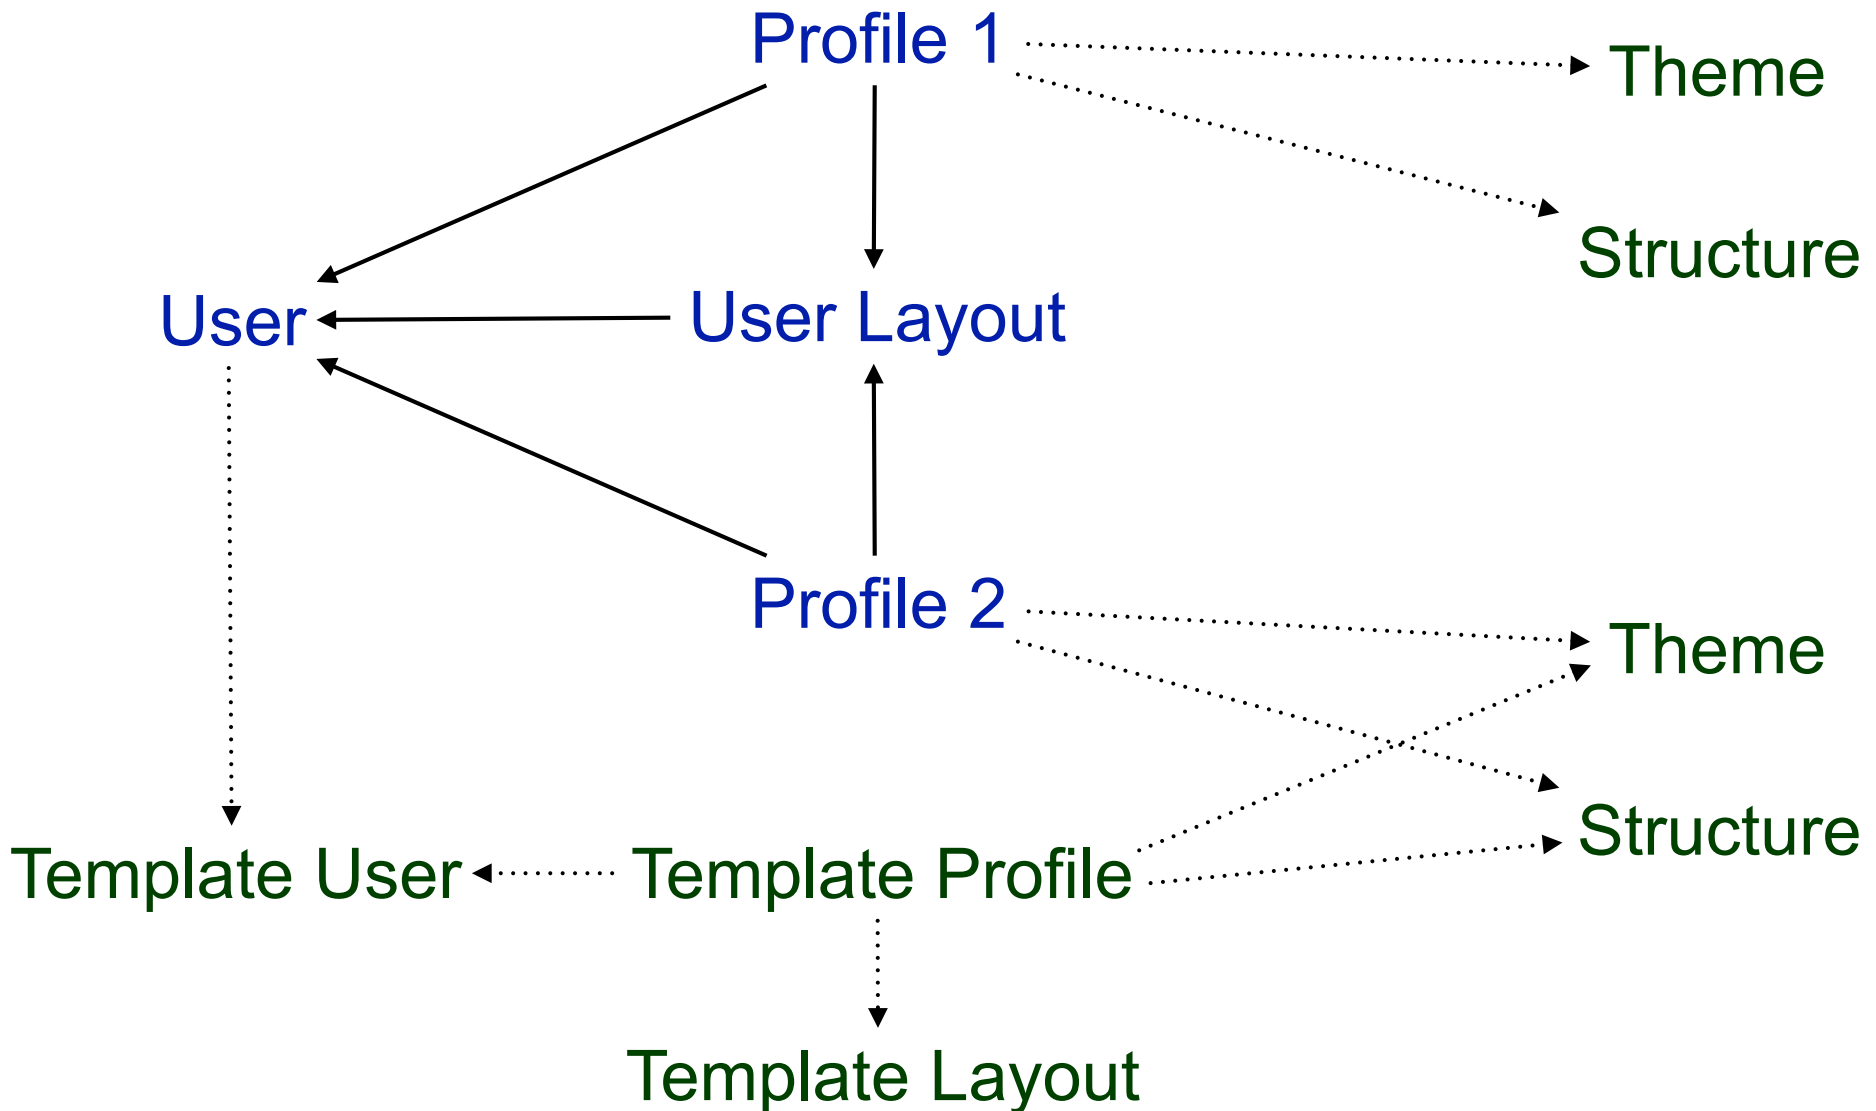 Profile 1
Theme
Structure
User
User Layout
Profile 2
Theme
Structure
Template User
Template Profile
Template Layout